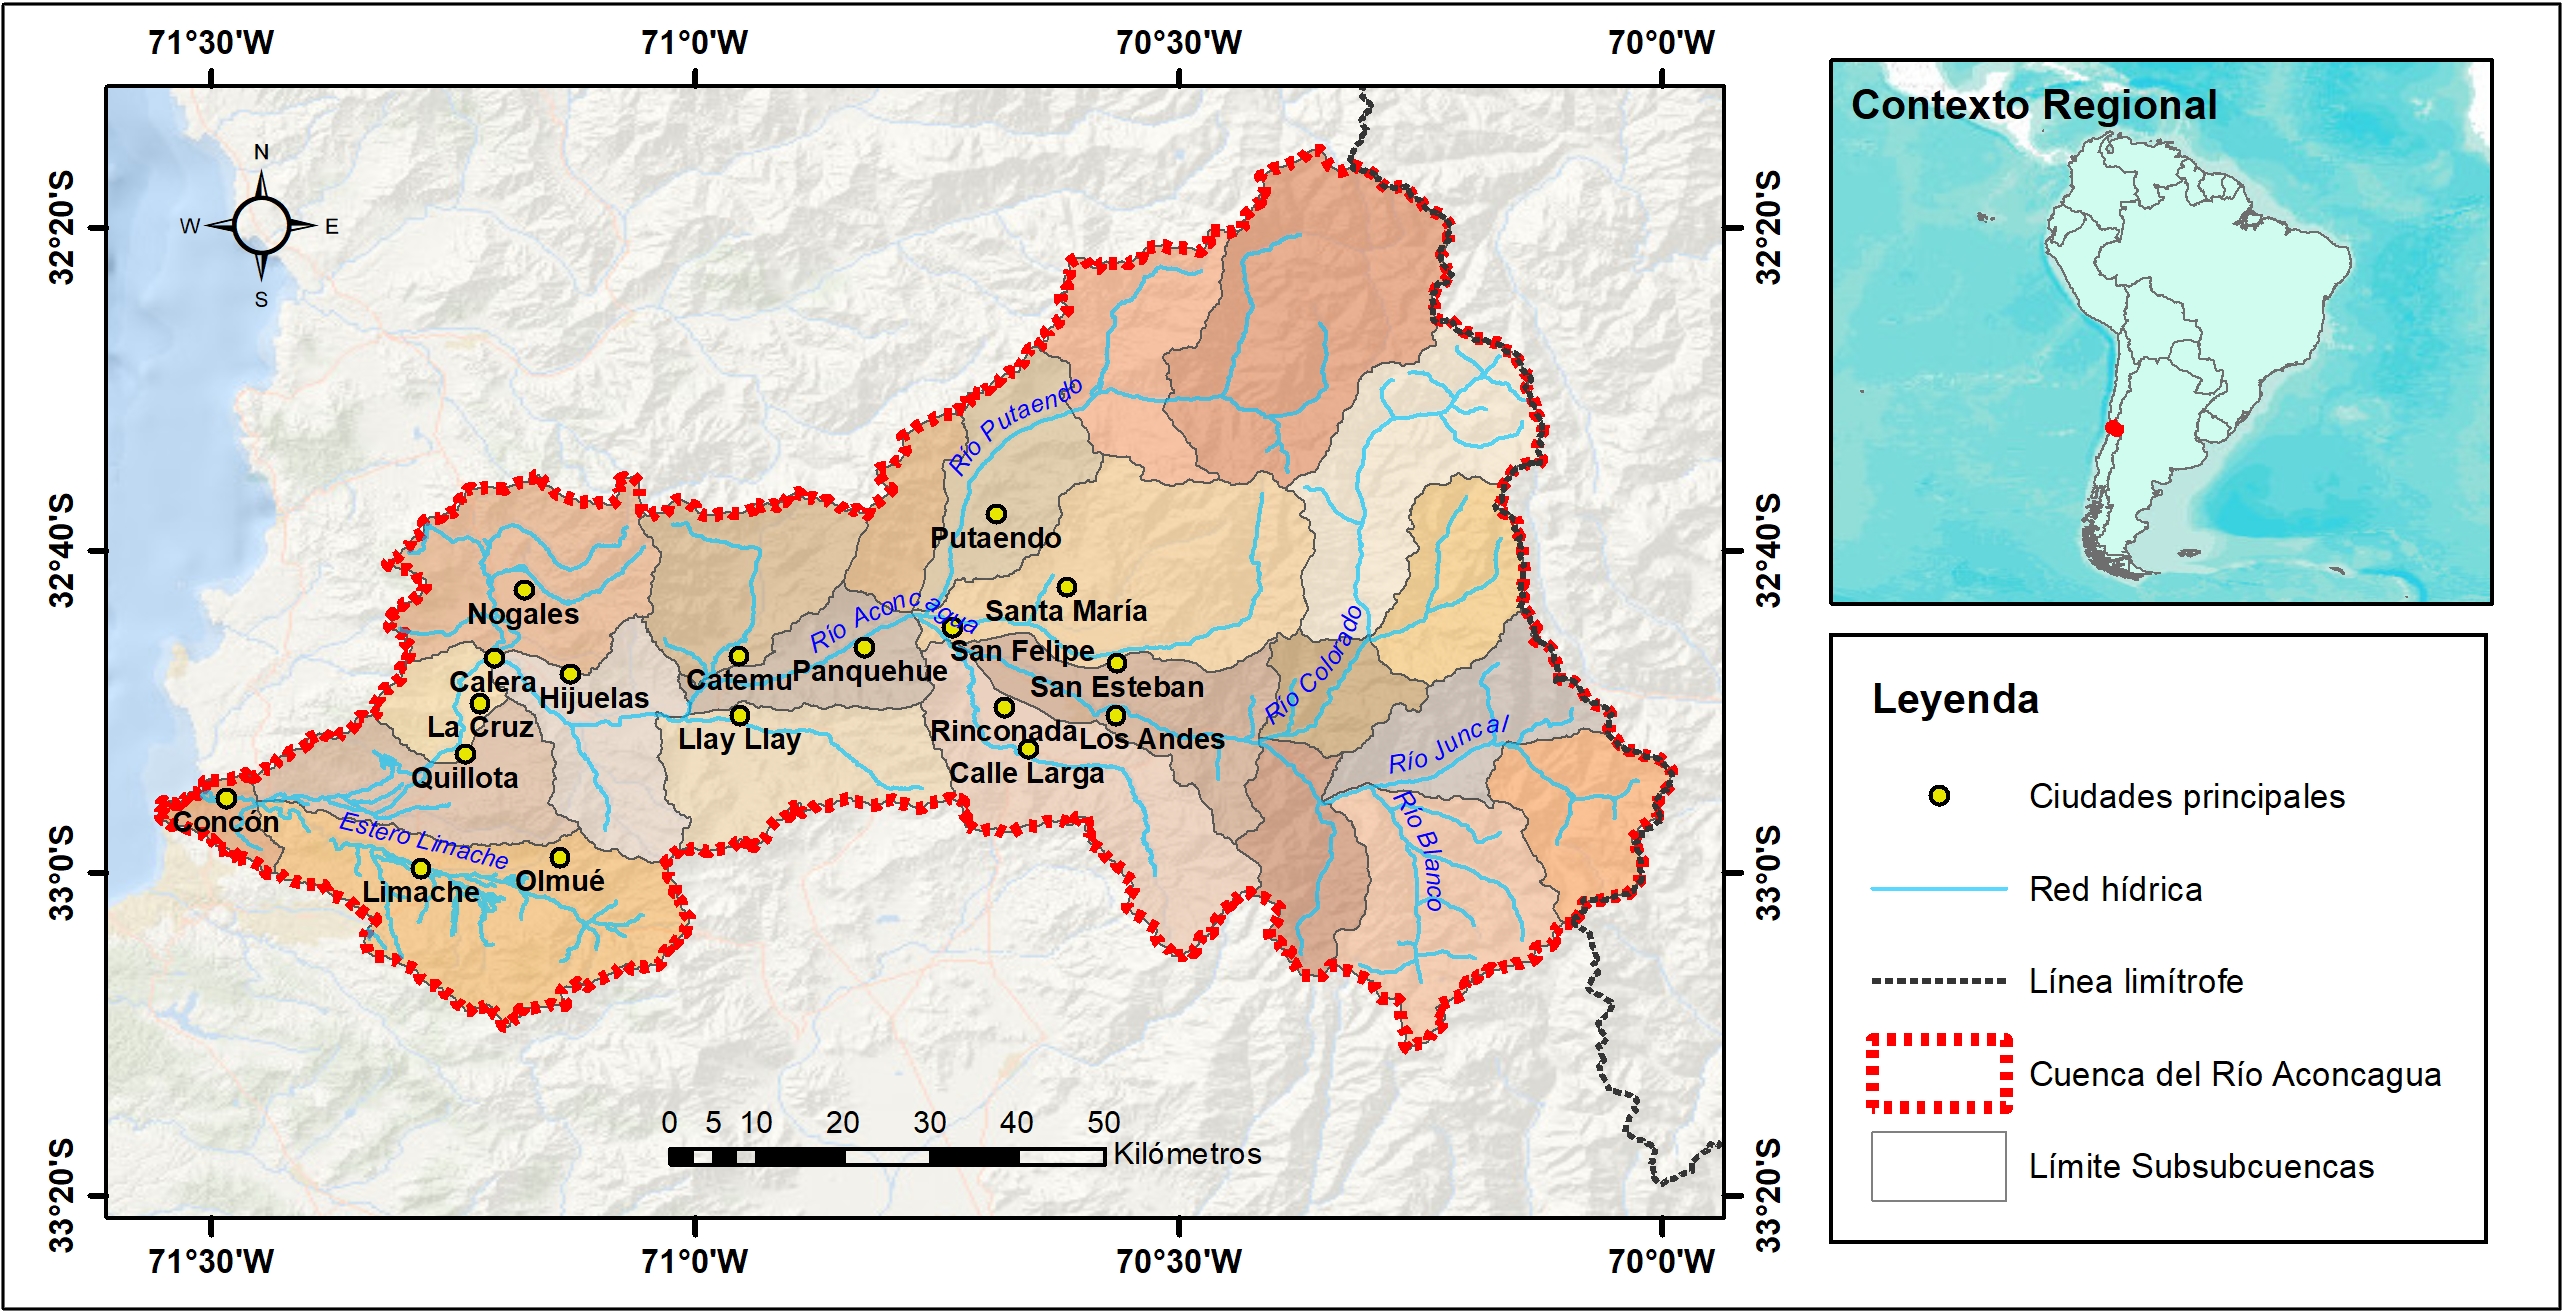 71°30'W
71°0'W
70°30'W
70°0'W
32°20'S
32°20'S
N
W
E
S
Río Putaendo
32°40'S
32°40'S
Putaendo
Nogales
Río Aconcagua
Santa María
San Felipe
Calera
Hijuelas
Catemu
Panquehue
San Esteban
Río Colorado
La Cruz
Llay Llay
Rinconada
Los Andes
Río Juncal
Quillota
Calle Larga
Concón
Estero Limache
Río Blanco
33°0'S
33°0'S
Limache
Olmué
0 5 10 20 30 40 50
Kilómetros
33°20'S
33°20'S
71°30'W
71°0'W
70°30'W
70°0'W
Contexto Regional
Leyenda
Ciudades principales
Red hídrica
Línea limítrofe
Cuenca del Río Aconcagua
Límite Subsubcuencas